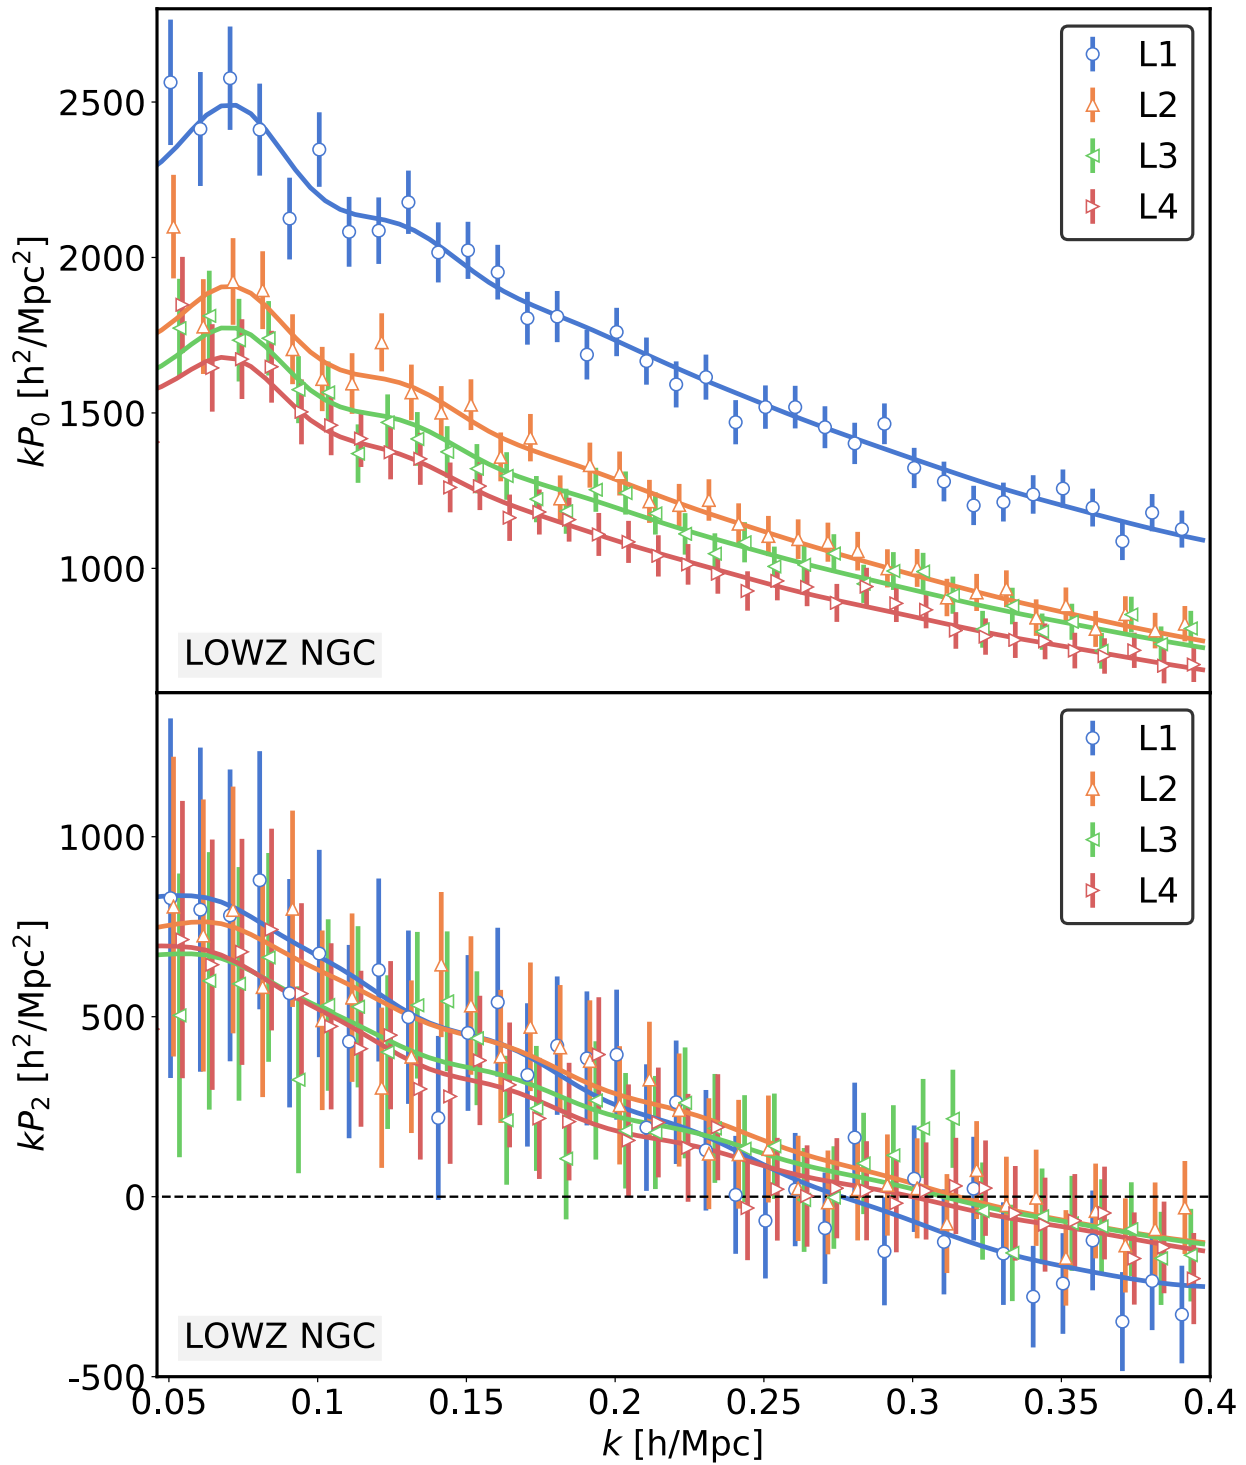 2500
2000
1500
1000
kP₀ [h²/Mpc²]
L1
L2
L3
L4
LOWZ NGC
1000
500
0
-500
kP₂ [h²/Mpc²]
L1
L2
L3
L4
LOWZ NGC
0.05 0.1 0.15 0.2 0.25 0.3 0.35 0.4
k [h/Mpc]